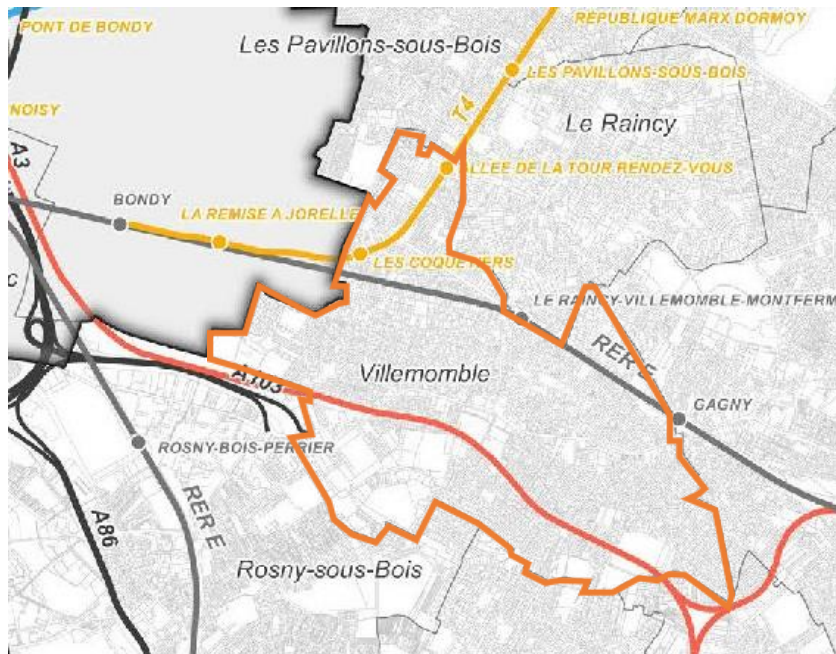 RÉPUBLIQUE MARX DORMOY
PONT DE BONDY
Les Pavillons-sous-Bois
LES PAVILLONS-SOUS-BOIS
NOISY
T4
Le Raincy
A3
LLEE DE LA TOUR RENDEZ-VOUS
BONDY
LA REMISE A JORELLE
LES COQUETIERS
C
LE RAINCY-VILLEMOMBLE-MONTFERM
RER E
A103
Villemomble
GAGNY
ROSNY-BOIS-PERRIER
RER E
A86
Rosny-sous-Bois